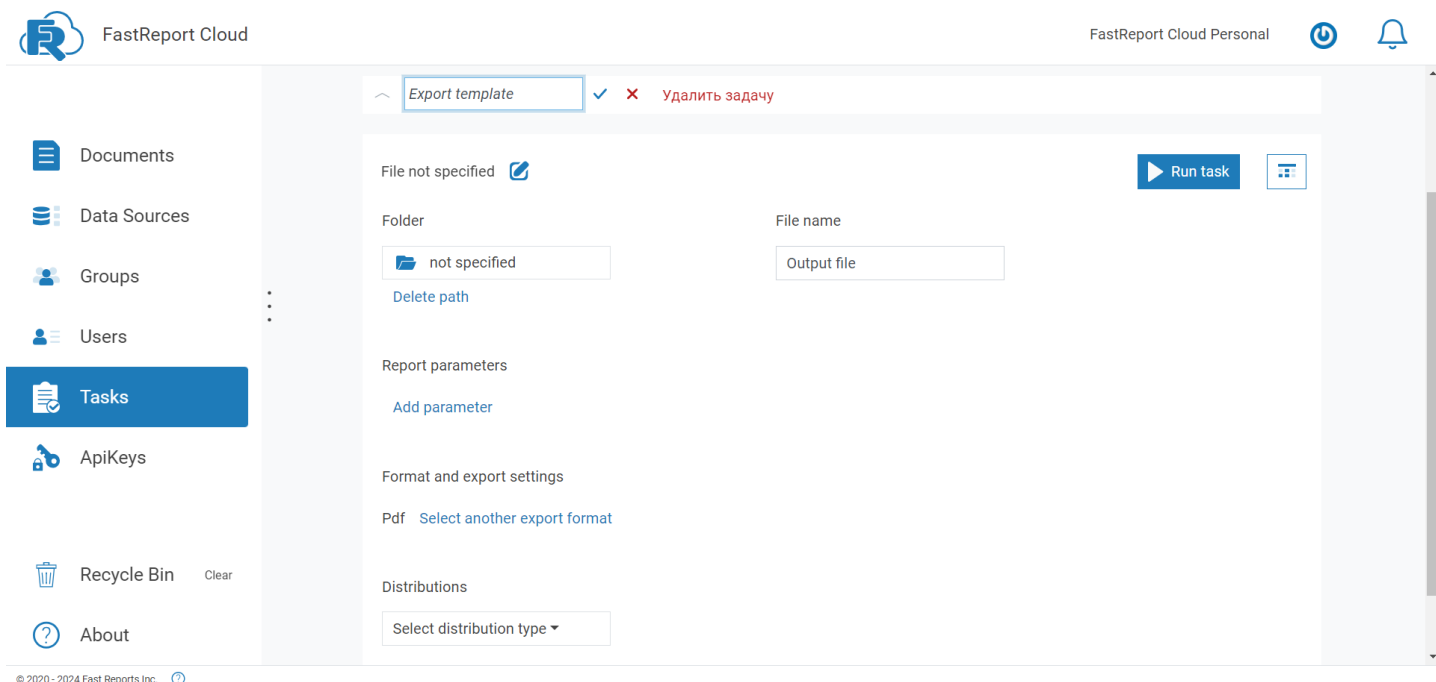 FastReport Cloud
FastReport Cloud Personal
Export template
Удалить задачу
Documents
Data Sources
Groups
Users
Tasks
ApiKeys
Recycle Bin Clear
About
File not specified
Run task
Folder
File name
not specified
Output file
Delete path
Report parameters
Add parameter
Format and export settings
Pdf Select another export format
Distributions
Select distribution type
© 2020 - 2024 Fast Reports Inc.